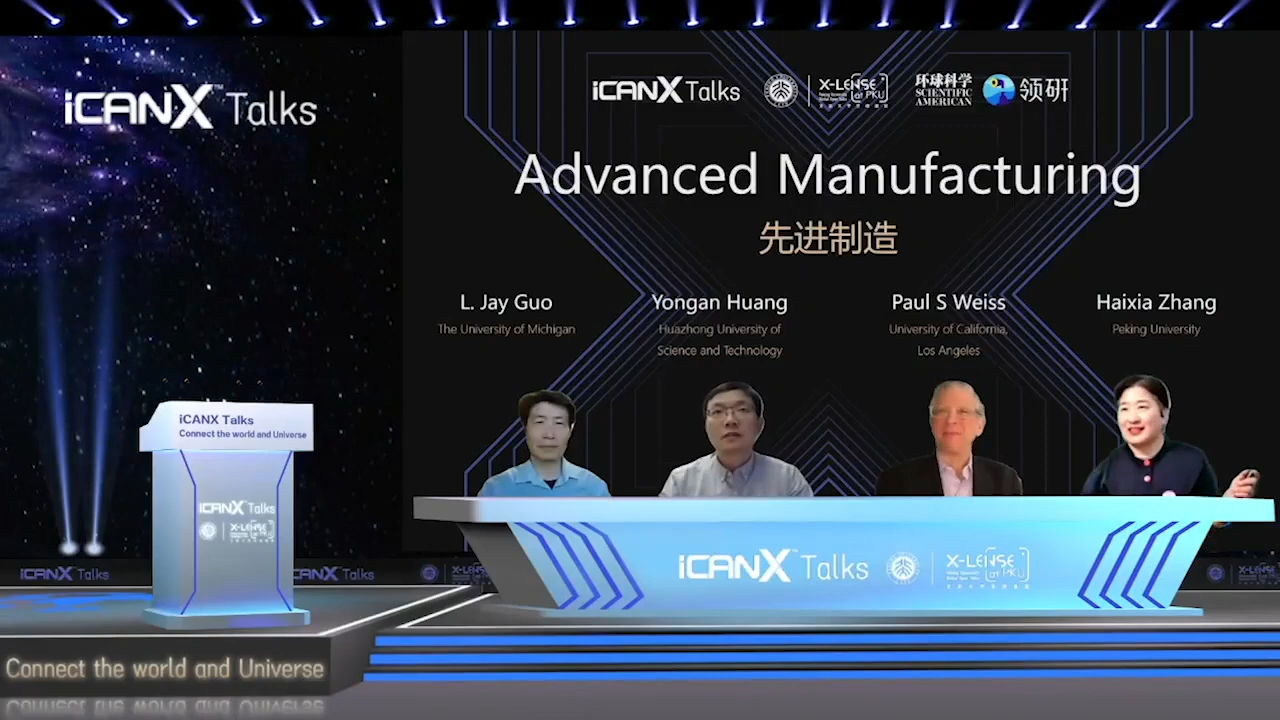 iCANX Talks
iCANX Talks
X-LENSE
at PKU
环球科学
SCIENTIFIC
AMERICAN
领研
Advanced Manufacturing
先进制造
L. Jay Guo
The University of Michigan
Yongan Huang
Huazhong University of
Science and Technology
Paul S Weiss
University of California,
Los Angeles
Haixia Zhang
Peking University
iCANX Talks
Connect the world and Universe
iCANX Talks
X-LENSE
iCANX Talks
X-LENSE
at PKU
iCANX Talks
iCANX Talks
Connect the world and Universe